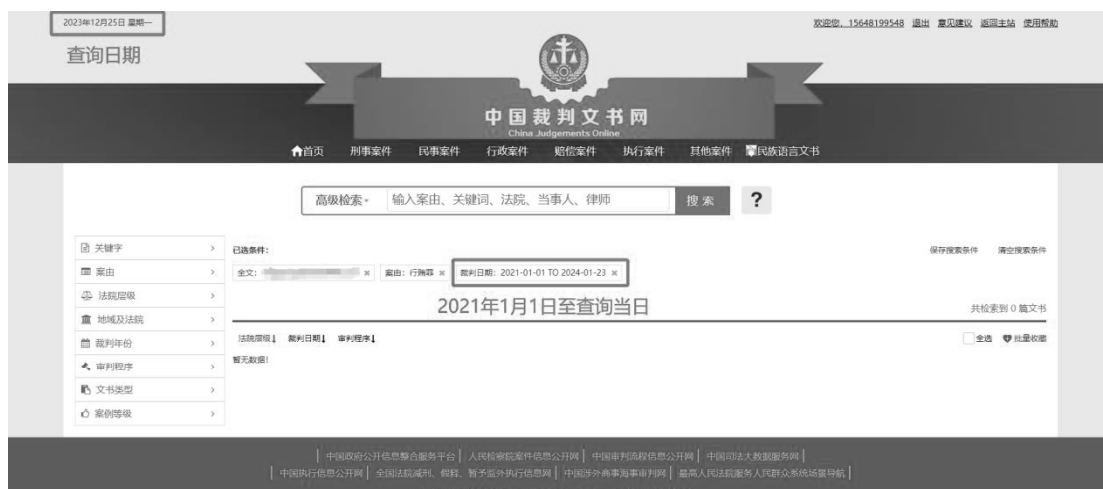 2023年12月25日 星期一
欢迎您，15648199548 退出 意见建议 返回主站 使用帮助
查询日期
中国裁判文书网
China Judgements Online
首页 刑事案件 民事案件 行政案件 赔偿案件 执行案件 其他案件 民族语言文书
高级检索 输入案由、关键词、法院、当事人、律师 搜索 ?
关键字
案由
法院层级
地域及法院
裁判年份
审判程序
文书类型
案例等级
已选条件： 保存搜索条件 清空搜索条件
全文： × 案由：行贿罪 × 裁判日期：2021-01-01 TO 2024-01-23 ×
2021年1月1日至查询当日
共检索到 0 篇文书
法院层级↓ 裁判日期↓ 审判程序↓ 全选 批量收藏
暂无数据!
| 中国政府公开信息整合服务平台 | 人民检察院案件信息公开网 | 中国审判流程信息公开网 | 中国司法大数据服务网 |
| 中国执行信息公开网 | 全国法院减刑、假释、暂予监外执行信息网 | 中国涉外商事海事审判网 | 最高人民法院服务人民群众系统场景导航 |